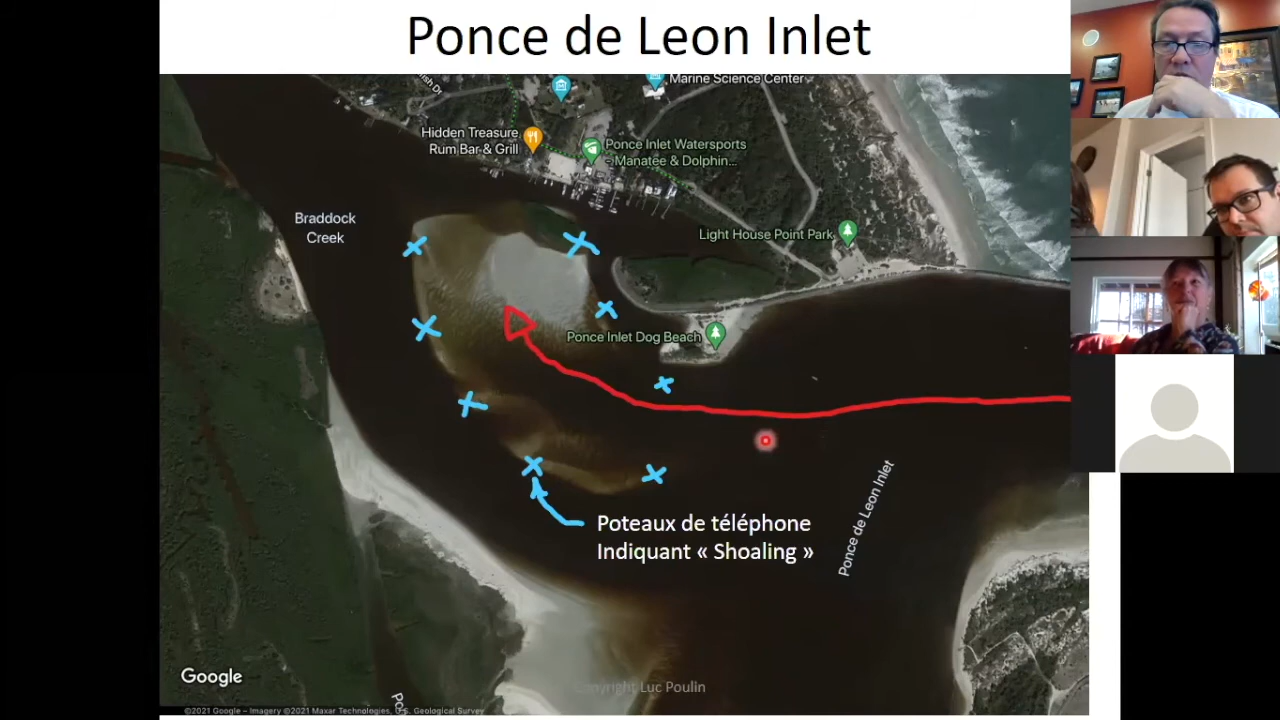 Ponce de Leon Inlet
Marine Science Center
Hidden Treasure
Rum Bar & Grill
Ponce Inlet Watersports
- Manatee & Dolphin...
Braddock
Creek
Light House Point Park
Ponce Inlet Dog Beach
Ponce de Leon Inlet
Poteaux de téléphone
Indiquant « Shoaling »
Google
Copyright Luc Poulin
©2021 Google – Imagery ©2021 Maxar Technologies, U.S. Geological Survey